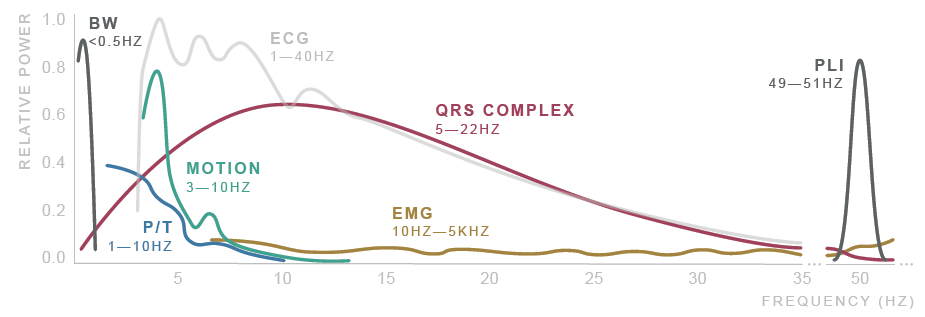 RELATIVE POWER
1.0
0.8
0.6
0.4
0.2
0.0
BW
<0.5HZ
ECG
1—40HZ
QRS COMPLEX
5—22HZ
MOTION
3—10HZ
P/T
1—10HZ
EMG
10HZ—5KHZ
PLI
49—51HZ
5 10 15 20 25 30 35 50
FREQUENCY (HZ)